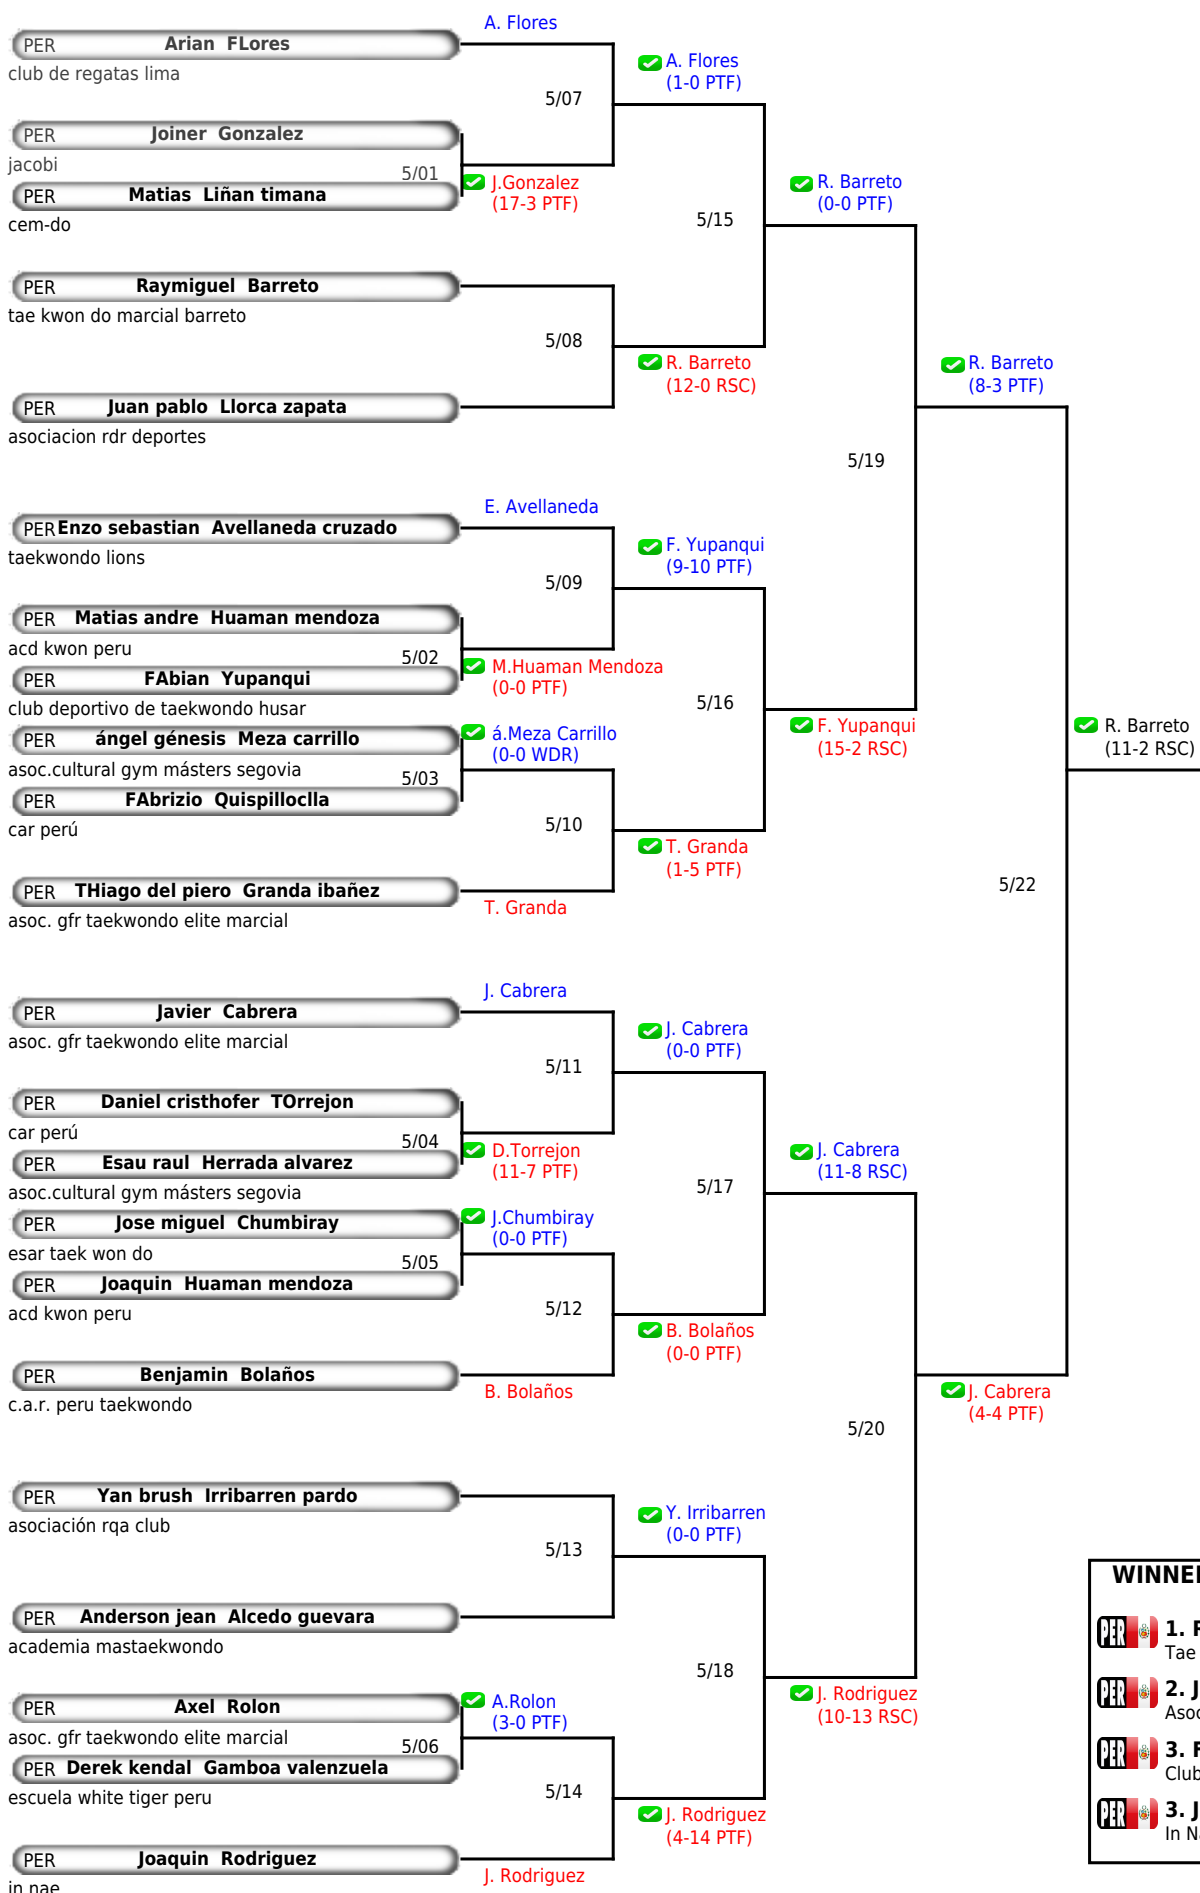 A. Flores
PER Arian FLores
club de regatas lima
A. Flores
(1-0 PTF)
5/07
PER Joiner Gonzalez
jacobi
5/01
J.Gonzalez
(17-3 PTF)
PER Matias Liñan timana
cem-do
R. Barreto
(0-0 PTF)
5/15
PER Raymiguel Barreto
tae kwon do marcial barreto
5/08
R. Barreto
(12-0 RSC)
R. Barreto
(8-3 PTF)
PER Juan pablo Llorca zapata
asociacion rdr deportes
5/19
E. Avellaneda
PER Enzo sebastian Avellaneda cruzado
taekwondo lions
F. Yupanqui
(9-10 PTF)
5/09
PER Matias andre Huaman mendoza
acd kwon peru
5/02
M.Huaman Mendoza
(0-0 PTF)
PER FAbian Yupanqui
club deportivo de taekwondo husar
5/16
F. Yupanqui
(15-2 RSC)
R. Barreto
(11-2 RSC)
PER ángel génesis Meza carrillo
á.Meza Carrillo
(0-0 WDR)
asoc.cultural gym másters segovia
5/03
PER FAbrizio Quispilloclla
car perú
5/10
T. Granda
(1-5 PTF)
PER THiago del piero Granda ibañez
asoc. gfr taekwondo elite marcial
T. Granda
5/22
J. Cabrera
PER Javier Cabrera
asoc. gfr taekwondo elite marcial
J. Cabrera
(0-0 PTF)
5/11
PER Daniel cristhofer TOrrejon
car perú
5/04
D.Torrejon
(11-7 PTF)
PER Esau raul Herrada alvarez
asoc.cultural gym másters segovia
J. Cabrera
(11-8 RSC)
5/17
PER Jose miguel Chumbiray
J.Chumbiray
(0-0 PTF)
esar taek won do
5/05
PER Joaquin Huaman mendoza
acd kwon peru
5/12
B. Bolaños
(0-0 PTF)
PER Benjamin Bolaños
c.a.r. peru taekwondo
B. Bolaños
J. Cabrera
(4-4 PTF)
5/20
PER Yan brush Irribarren pardo
asociación rqa club
Y. Irribarren
(0-0 PTF)
5/13
PER Anderson jean Alcedo guevara
academia mastaekwondo
5/18
J. Rodriguez
(10-13 RSC)
PER Axel Rolon
A.Rolon
(3-0 PTF)
asoc. gfr taekwondo elite marcial
5/06
PER Derek kendal Gamboa valenzuela
escuela white tiger peru
5/14
J. Rodriguez
(4-14 PTF)
PER Joaquin Rodriguez
in nae
J. Rodriguez
PER 1.
Tae
PER 2. J
PER 3.
Club
PER 3. J